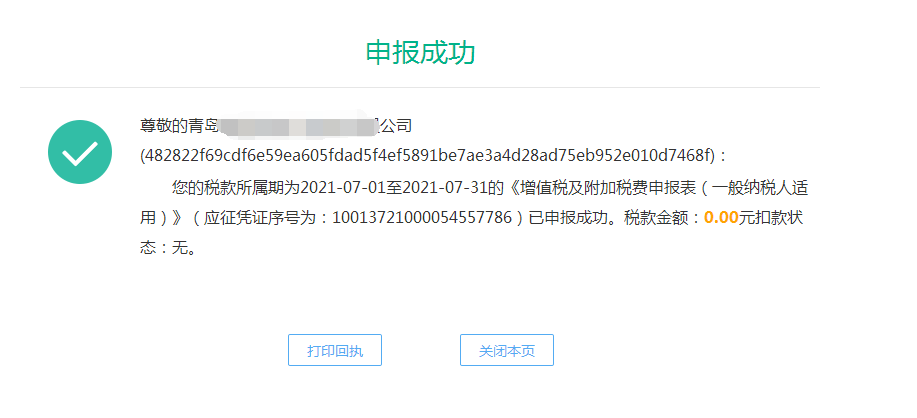 申报成功
尊敬的青岛公司
(482822f69cdf6e59ea605fdad5f4ef5891be7ae3a4d28ad75eb952e010d7468f)：
您的税款所属期为2021-07-01至2021-07-31的《增值税及附加税费申报表（一般纳税人适
用）》（应征凭证序号为：10013721000054557786）已申报成功。税款金额：0.00元扣款状
态：无。
打印回执 关闭本页